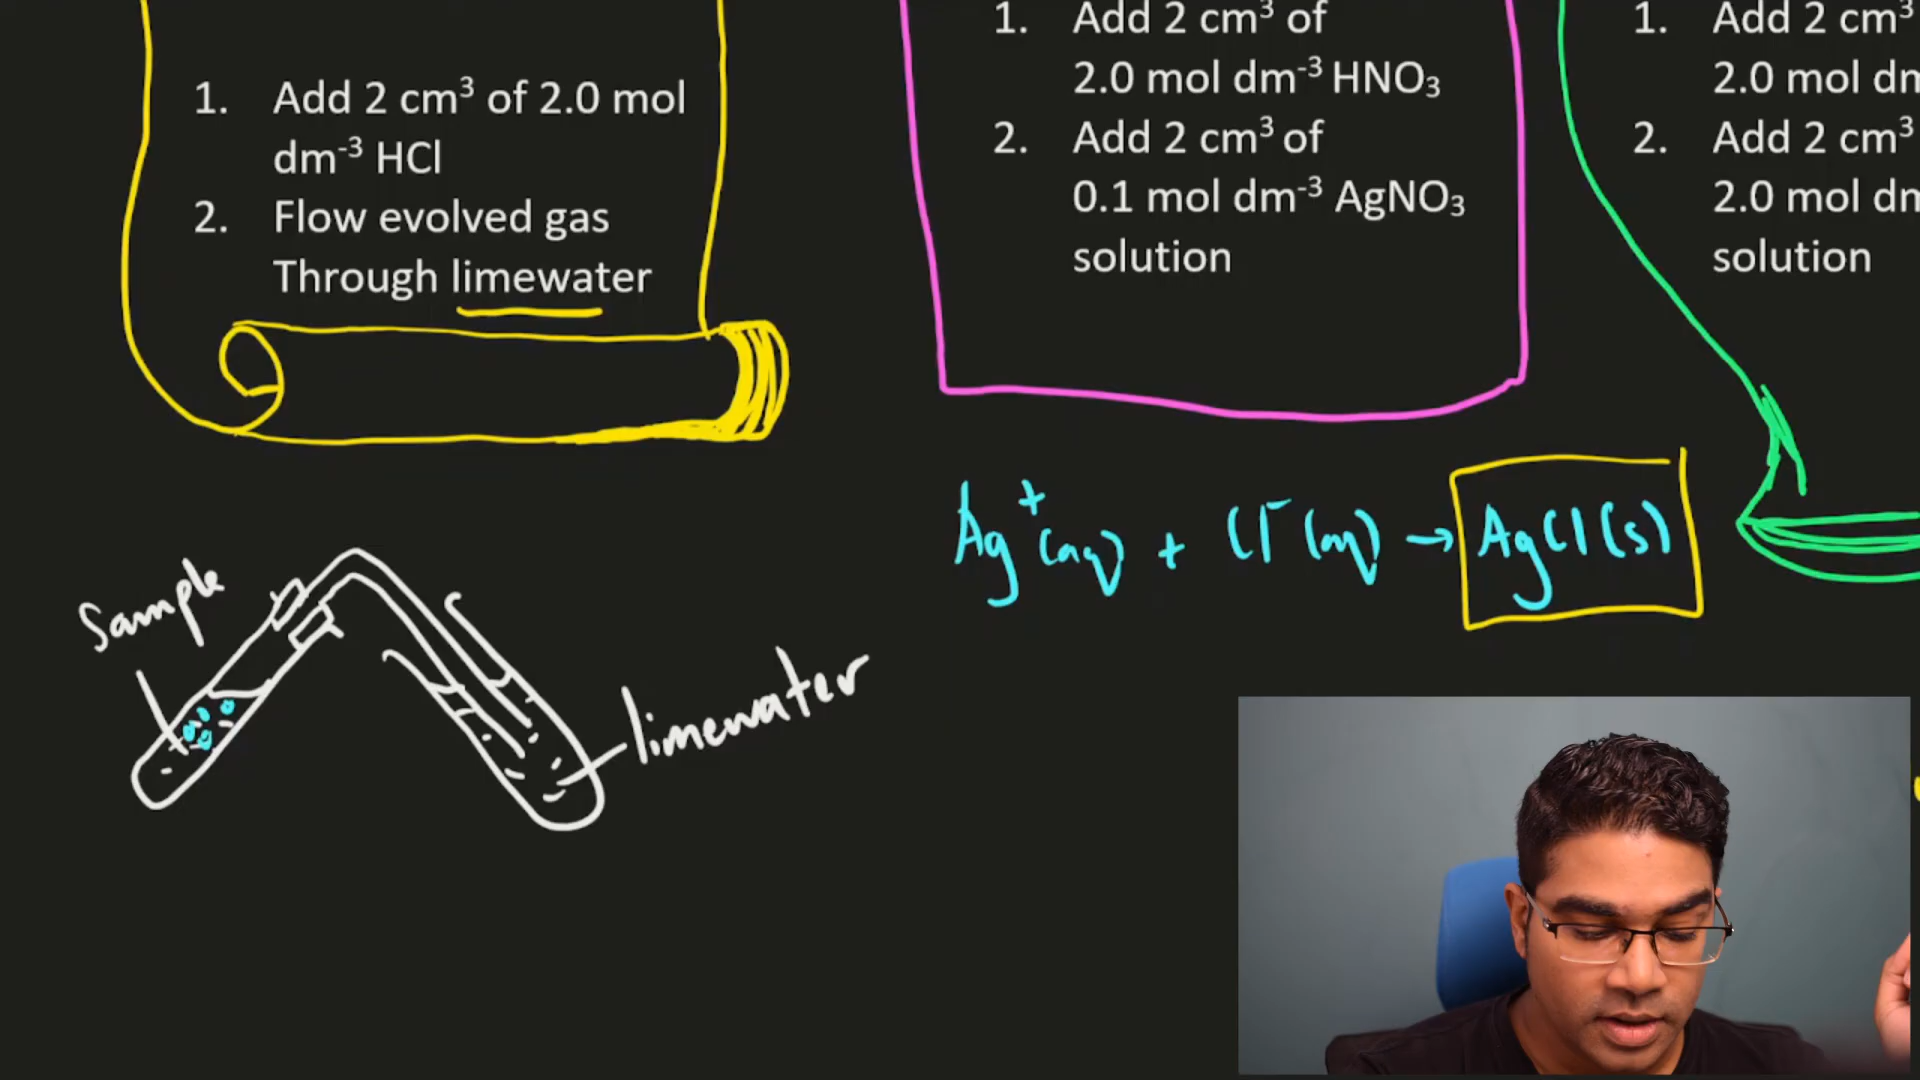 1. Add 2 cm³ of 2.0 mol
dm⁻³ HCl
2. Flow evolved gas
Through limewater
1. Add 2 cm³ of
2.0 mol dm⁻³ HNO₃
2. Add 2 cm³ of
0.1 mol dm⁻³ AgNO₃
solution
1. Add 2 cm³
2.0 mol dm
2. Add 2 cm³
2.0 mol dm
solution
Ag⁺(aq) + Cl⁻(aq) → AgCl(s)
Sample
limewater